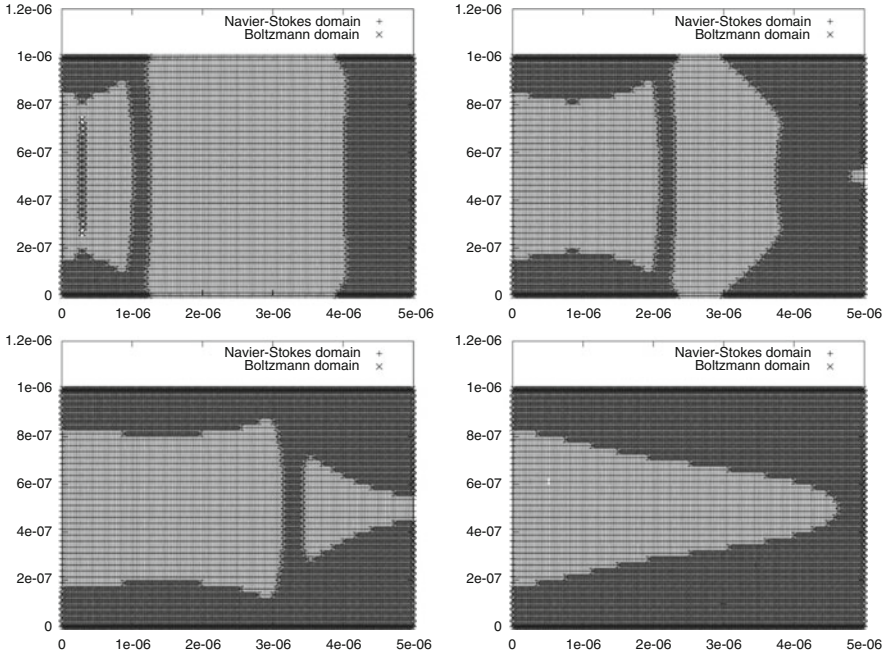 1.2e-06
Navier-Stokes domain +
Boltzmann domain ×
1e-06
8e-07
6e-07
4e-07
2e-07
0
0 1e-06 2e-06 3e-06 4e-06 5e-06
1.2e-06
Navier-Stokes domain +
Boltzmann domain ×
1e-06
8e-07
6e-07
4e-07
2e-07
0
0 1e-06 2e-06 3e-06 4e-06 5e-06
1.2e-06
Navier-Stokes domain +
Boltzmann domain ×
1e-06
8e-07
6e-07
4e-07
2e-07
0
0 1e-06 2e-06 3e-06 4e-06 5e-06
1.2e-06
Navier-Stokes domain +
Boltzmann domain ×
1e-06
8e-07
6e-07
4e-07
2e-07
0
0 1e-06 2e-06 3e-06 4e-06 5e-06